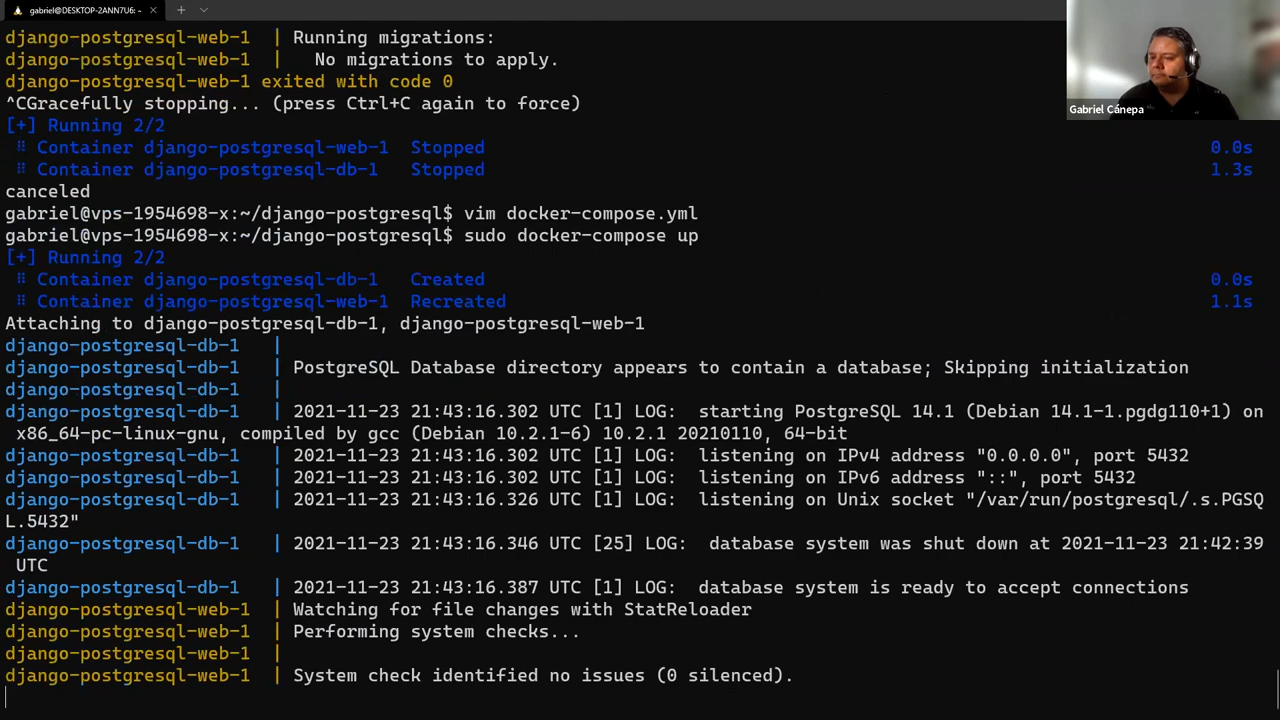 gabriel@DESKTOP-2ANN7U6: ~
django-postgresql-web-1  | Running migrations:
django-postgresql-web-1  |   No migrations to apply.
django-postgresql-web-1 exited with code 0
^CGracefully stopping... (press Ctrl+C again to force)
[+] Running 2/2
⠿ Container django-postgresql-web-1  Stopped 0.0s
⠿ Container django-postgresql-db-1  Stopped 1.3s
canceled
gabriel@vps-1954698-x:~/django-postgresql$ vim docker-compose.yml
gabriel@vps-1954698-x:~/django-postgresql$ sudo docker-compose up
[+] Running 2/2
⠿ Container django-postgresql-db-1  Created 0.0s
⠿ Container django-postgresql-web-1  Recreated 1.1s
Attaching to django-postgresql-db-1, django-postgresql-web-1
django-postgresql-db-1  |
django-postgresql-db-1  | PostgreSQL Database directory appears to contain a database; Skipping initialization
django-postgresql-db-1  |
django-postgresql-db-1  | 2021-11-23 21:43:16.302 UTC [1] LOG:  starting PostgreSQL 14.1 (Debian 14.1-1.pgdg110+1) on
x86_64-pc-linux-gnu, compiled by gcc (Debian 10.2.1-6) 10.2.1 20210110, 64-bit
django-postgresql-db-1  | 2021-11-23 21:43:16.302 UTC [1] LOG:  listening on IPv4 address "0.0.0.0", port 5432
django-postgresql-db-1  | 2021-11-23 21:43:16.302 UTC [1] LOG:  listening on IPv6 address "::", port 5432
django-postgresql-db-1  | 2021-11-23 21:43:16.326 UTC [1] LOG:  listening on Unix socket "/var/run/postgresql/.s.PGSQ
L.5432"
django-postgresql-db-1  | 2021-11-23 21:43:16.346 UTC [25] LOG:  database system was shut down at 2021-11-23 21:42:39
UTC
django-postgresql-db-1  | 2021-11-23 21:43:16.387 UTC [1] LOG:  database system is ready to accept connections
django-postgresql-web-1  | Watching for file changes with StatReloader
django-postgresql-web-1  | Performing system checks...
django-postgresql-web-1  |
django-postgresql-web-1  | System check identified no issues (0 silenced).
Gabriel Cánepa